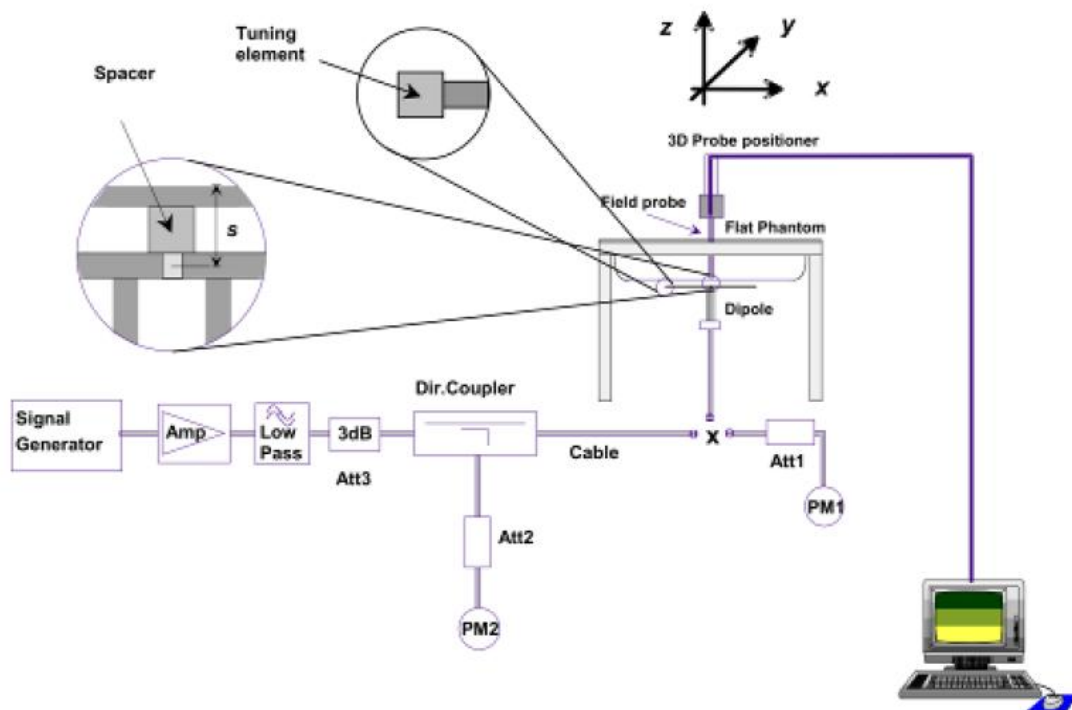 Tuning
element
Spacer
s
z
y
x
3D Probe positioner
Field probe
Flat Phantom
Dipole
Signal
Generator
Amp
Low
Pass
3dB
Att3
Dir.Coupler
Cable
x
Att1
PM1
Att2
PM2